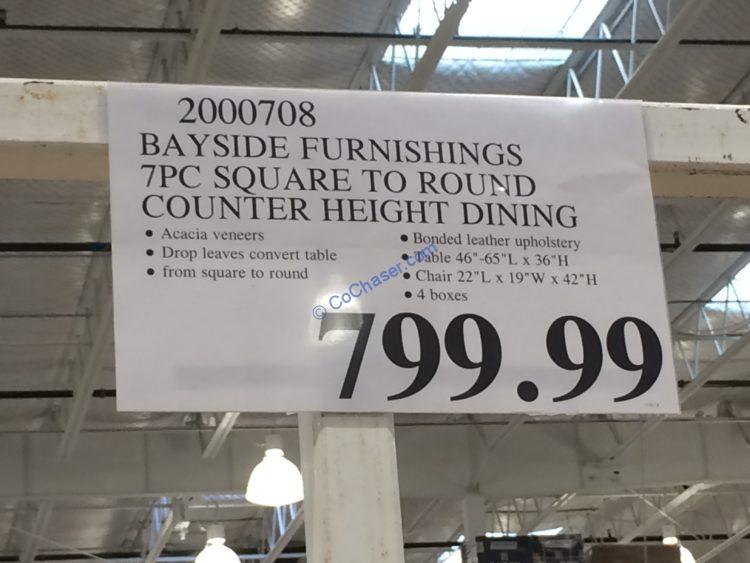 2000708
BAYSIDE FURNISHINGS
7PC SQUARE TO ROUND
COUNTER HEIGHT DINING
• Acacia veneers
• Drop leaves convert table
• from square to round
• Bonded leather upholstery
• Table 46"-65"L x 36"H
• Chair 22"L x 19"W x 42"H
• 4 boxes
© CoChaser.com
799.99